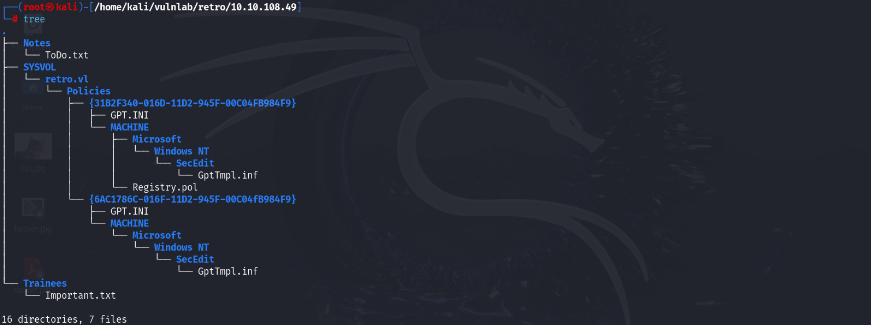 ┌──(root㉿kali)-[/home/kali/vulnlab/retro/10.10.108.49]
└─# tree
.
├── Notes
│   └── ToDo.txt
├── SYSVOL
│   └── retro.vl
│       └── Policies
│           ├── {31B2F340-016D-11D2-945F-00C04FB984F9}
│           │   ├── GPT.INI
│           │   └── MACHINE
│           │       ├── Microsoft
│           │       │   └── Windows NT
│           │       │       └── SecEdit
│           │       │           └── GptTmpl.inf
│           │       └── Registry.pol
│           └── {6AC1786C-016F-11D2-945F-00C04fB984F9}
│               ├── GPT.INI
│               └── MACHINE
│                   └── Microsoft
│                       └── Windows NT
│                           └── SecEdit
│                               └── GptTmpl.inf
└── Trainees
    └── Important.txt
16 directories, 7 files